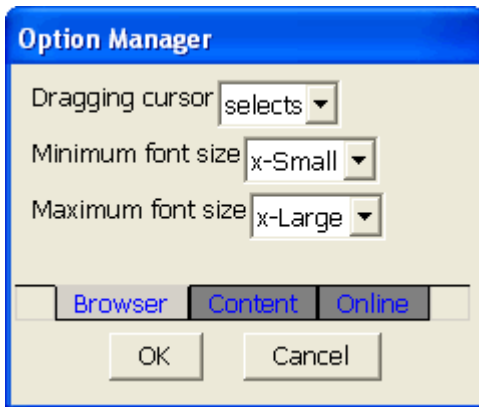 Option Manager
Dragging cursor selects
Minimum font size x-Small
Maximum font size x-Large
Browser Content Online
OK Cancel